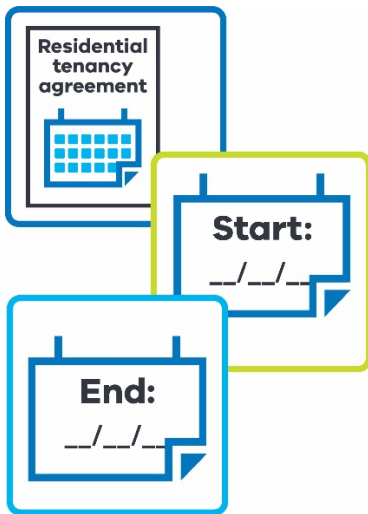 Residential
tenancy
agreement
Start:
__/__/__
End:
__/__/__